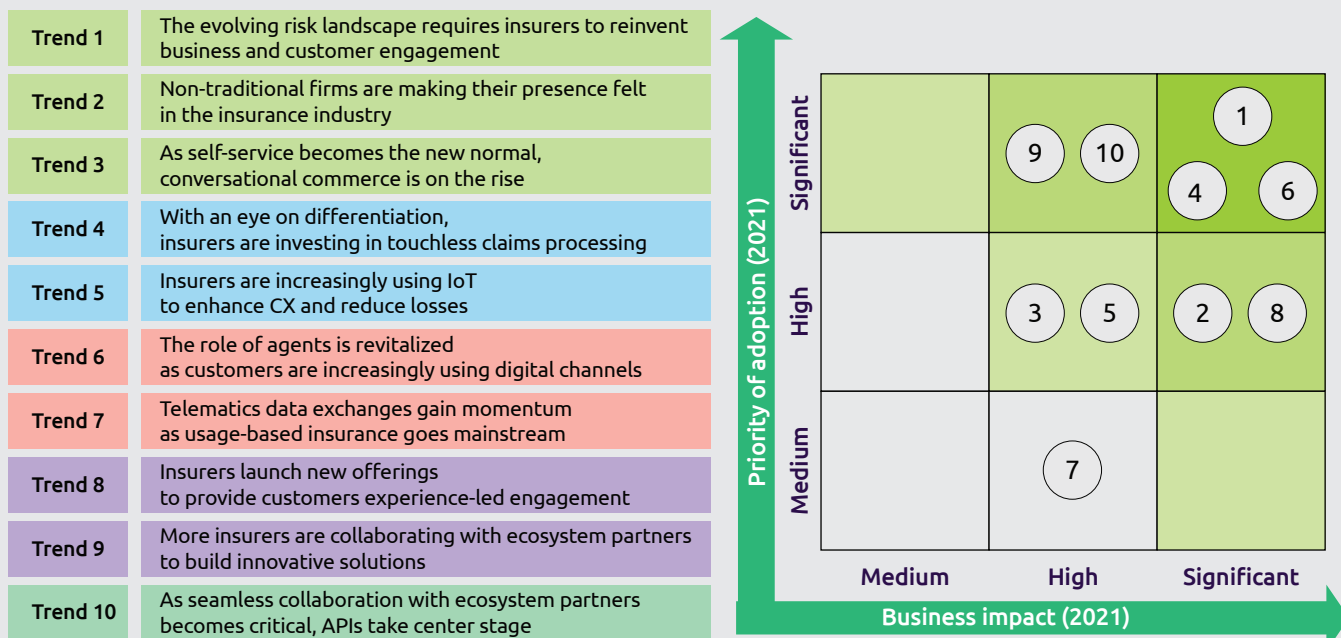 Trend 1
The evolving risk landscape requires insurers to reinvent
business and customer engagement
Trend 2
Non-traditional firms are making their presence felt
in the insurance industry
Trend 3
As self-service becomes the new normal,
conversational commerce is on the rise
Trend 4
With an eye on differentiation,
insurers are investing in touchless claims processing
Trend 5
Insurers are increasingly using IoT
to enhance CX and reduce losses
Trend 6
The role of agents is revitalized
as customers are increasingly using digital channels
Trend 7
Telematics data exchanges gain momentum
as usage-based insurance goes mainstream
Trend 8
Insurers launch new offerings
to provide customers experience-led engagement
Trend 9
More insurers are collaborating with ecosystem partners
to build innovative solutions
Trend 10
As seamless collaboration with ecosystem partners
becomes critical, APIs take center stage
Priority of adoption (2021)
Significant
High
Medium
1
9
10
4
6
3
5
2
8
7
Medium
High
Significant
Business impact (2021)